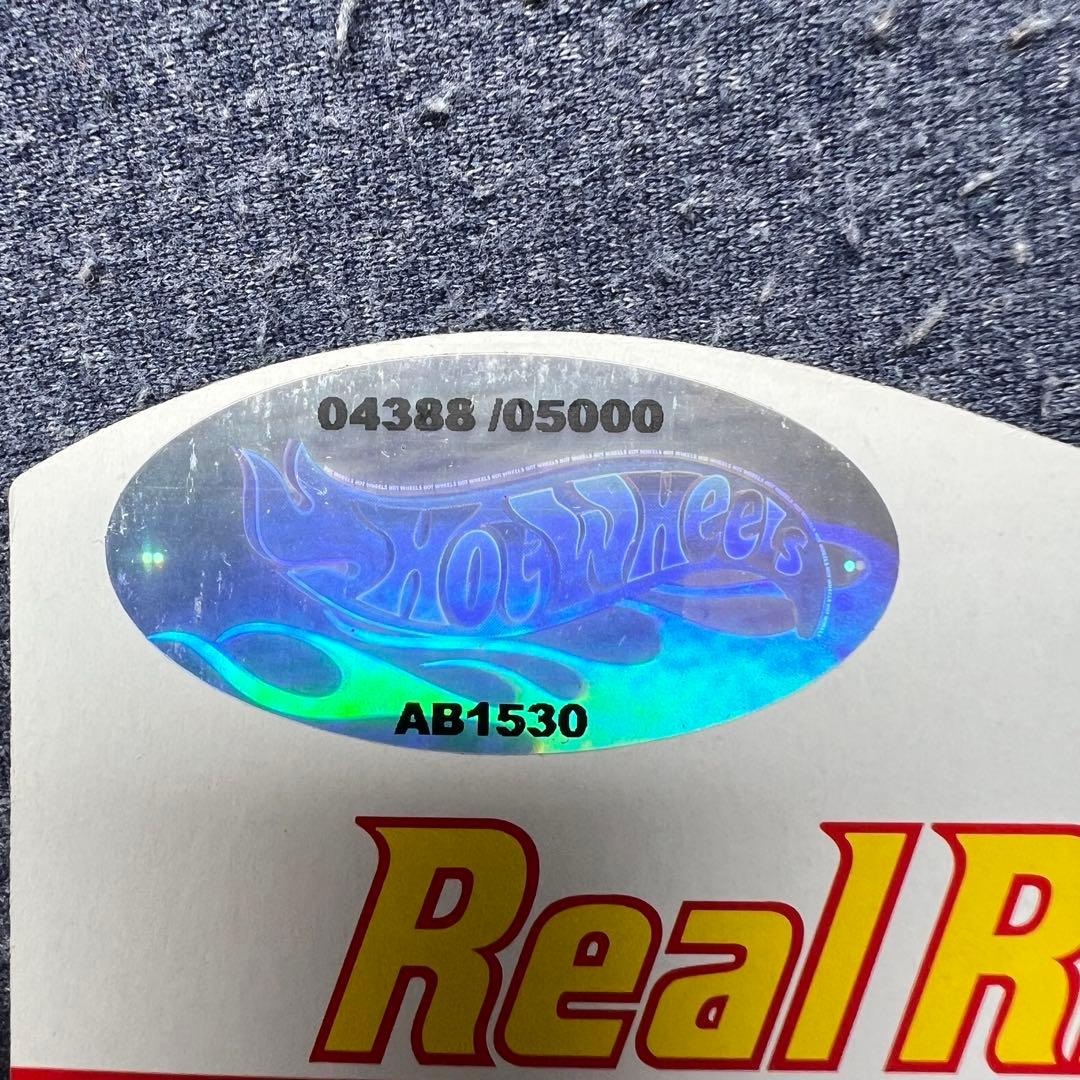 04388 /05000
Hot Wheels
AB1530
Real R